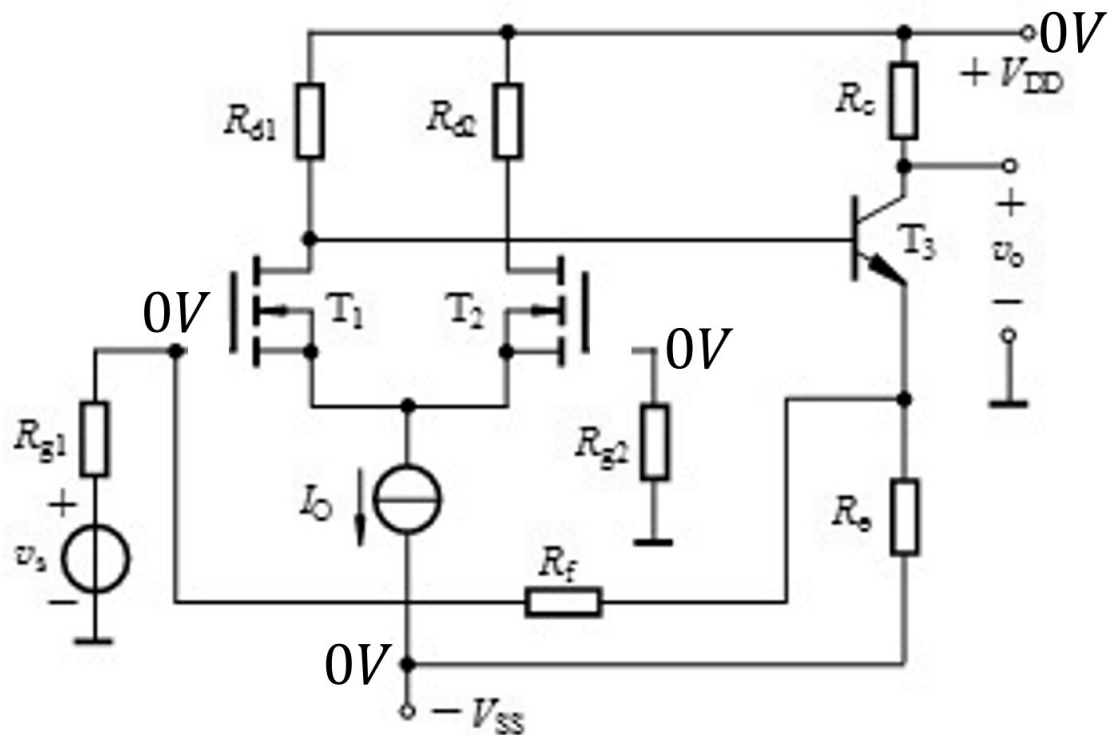 0V
+ V_DD
R_d1
R_d2
R_c
+
T_3
v_o
−
0V
T_1
T_2
0V
R_g1
+
v_s
−
I_O
R_g2
R_e
R_f
0V
− V_SS